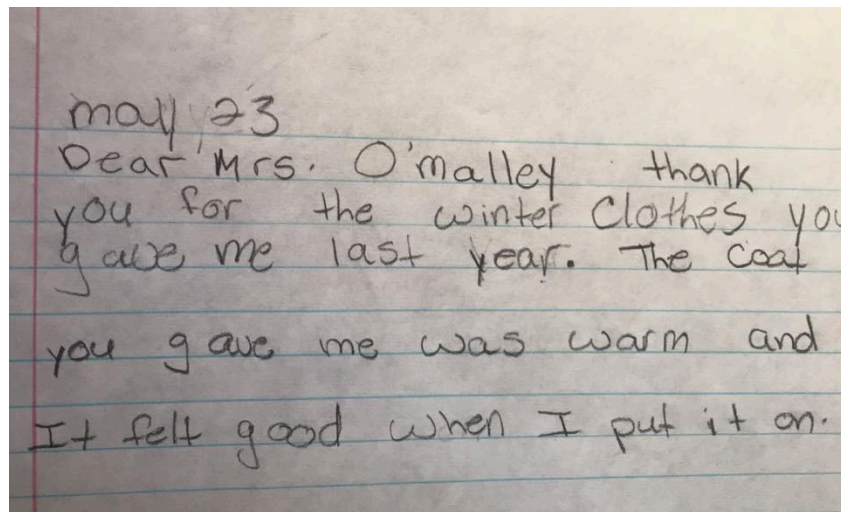 may 23
Dear Mrs. O'malley thank
you for the winter Clothes you
gave me last year. The coat
you gave me was warm and
It felt good when I put it on.